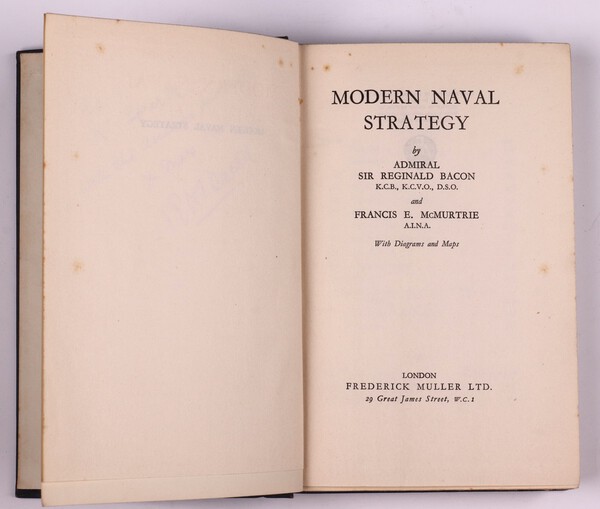 MODERN NAVAL
STRATEGY
by
ADMIRAL
SIR REGINALD BACON
K.C.B., K.C.V.O., D.S.O.
and
FRANCIS E. McMURTRIE
A.I.N.A.
With Diagrams and Maps
LONDON
FREDERICK MULLER LTD.
29 Great James Street, W.C.1